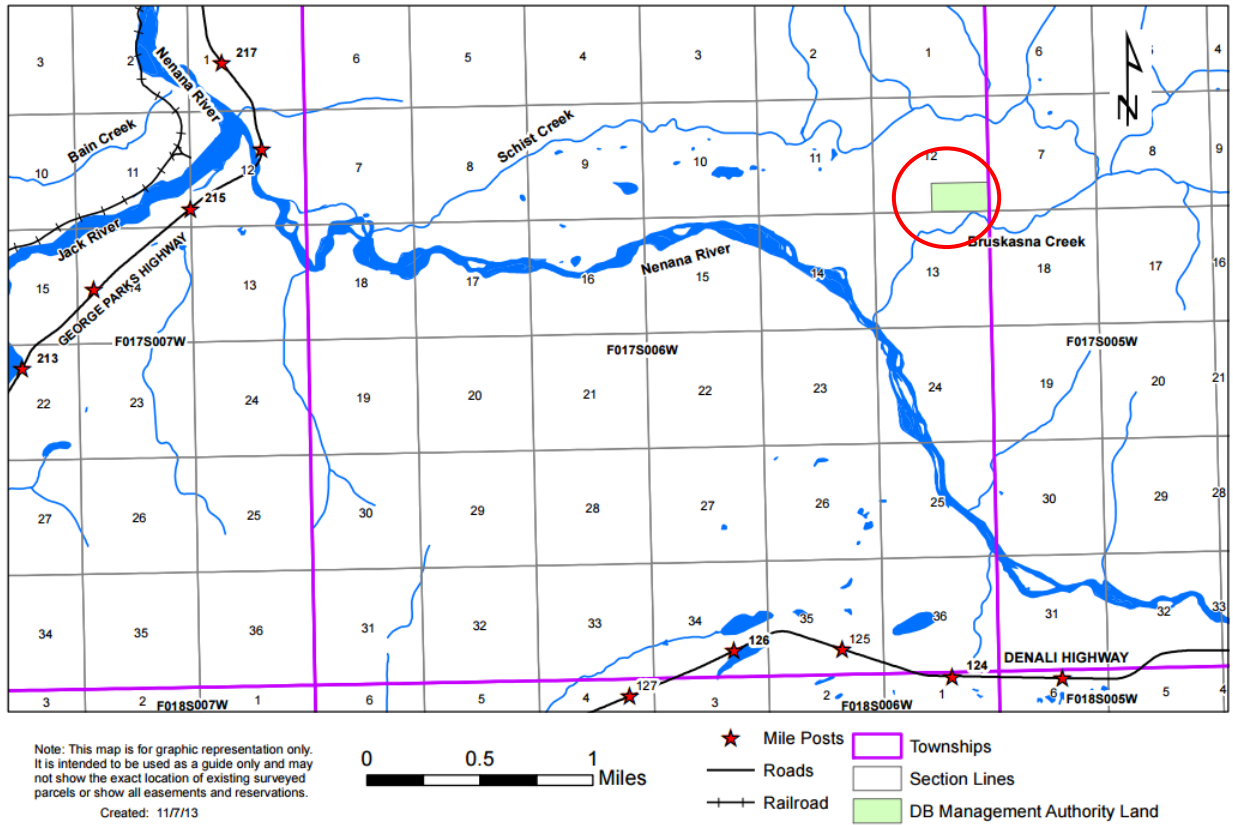 3 2 1 217 6 5 4 3 2 1 6 4
Nenana River
N
Bain Creek
Schist Creek
10 11 12 7 8 9 10 11 12 7 8 9
215
Jack River
GEORGE PARKS HIGHWAY
Bruskasna Creek
Nenana River
15 14 13 18 17 16 15 14 13 18 17 16
F017S007W F017S006W F017S005W
213
22 23 24 19 20 21 22 23 24 19 20 21
27 26 25 30 29 28 27 26 25 30 29 28
34 35 36 31 32 33 34 35 36 31 32 33
126 125
DENALI HIGHWAY
124
127
3 2 1 6 5 4 3 2 1 6 5 4
F018S007W F018S006W F018S005W
Note: This map is for graphic representation only.
It is intended to be used as a guide only and may
not show the exact location of existing surveyed
parcels or show all easements and reservations.
Created: 11/7/13
0 0.5 1
Miles
Mile Posts
Roads
Railroad
Townships
Section Lines
DB Management Authority Land